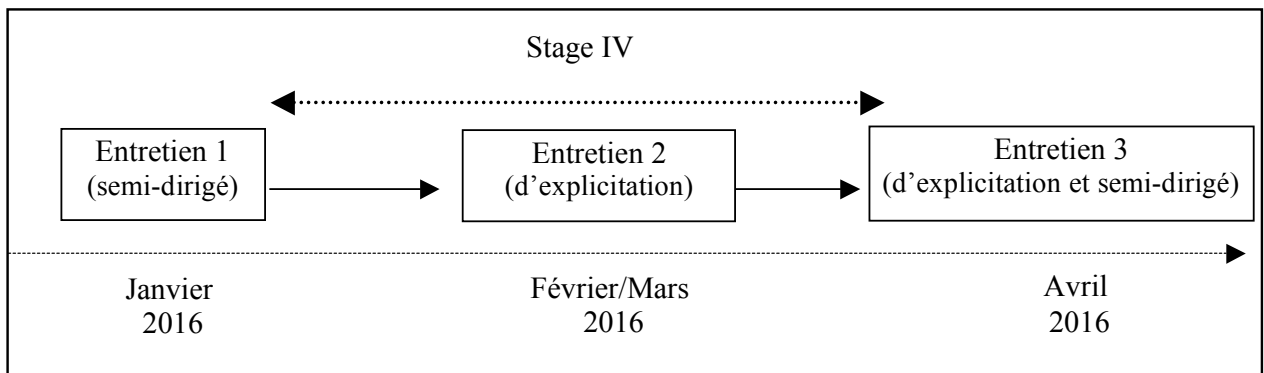 Stage IV
Entretien 1
(semi-dirigé)
Entretien 2
(d’explicitation)
Entretien 3
(d’explicitation et semi-dirigé)
Janvier
2016
Février/Mars
2016
Avril
2016